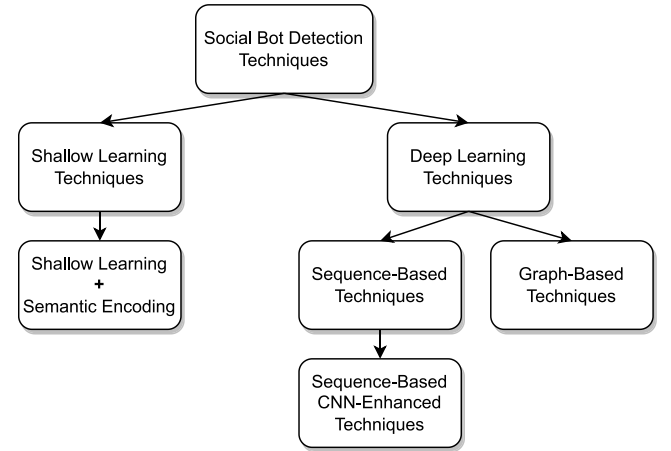 Social Bot Detection
Techniques
Shallow Learning
Techniques
Deep Learning
Techniques
Shallow Learning
+
Semantic Encoding
Sequence-Based
Techniques
Graph-Based
Techniques
Sequence-Based
CNN-Enhanced
Techniques